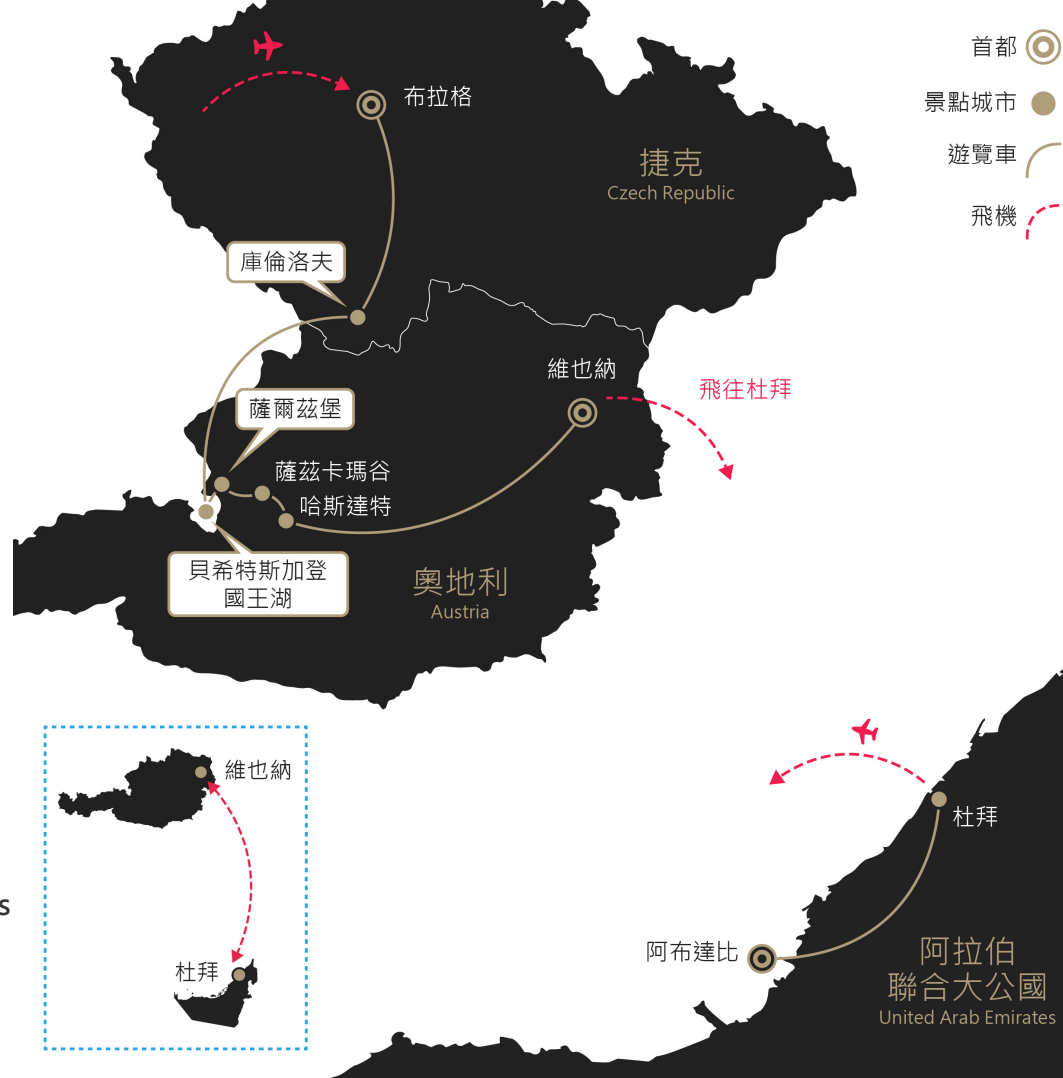 首都
景點城市
遊覽車
飛機
布拉格
捷克
Czech Republic
庫倫洛夫
維也納
飛往杜拜
薩爾茲堡
薩茲卡瑪谷
哈斯達特
貝希特斯加登
國王湖
奧地利
Austria
維也納
杜拜
杜拜
阿布達比
阿拉伯
聯合大公國
United Arab Emirates
s